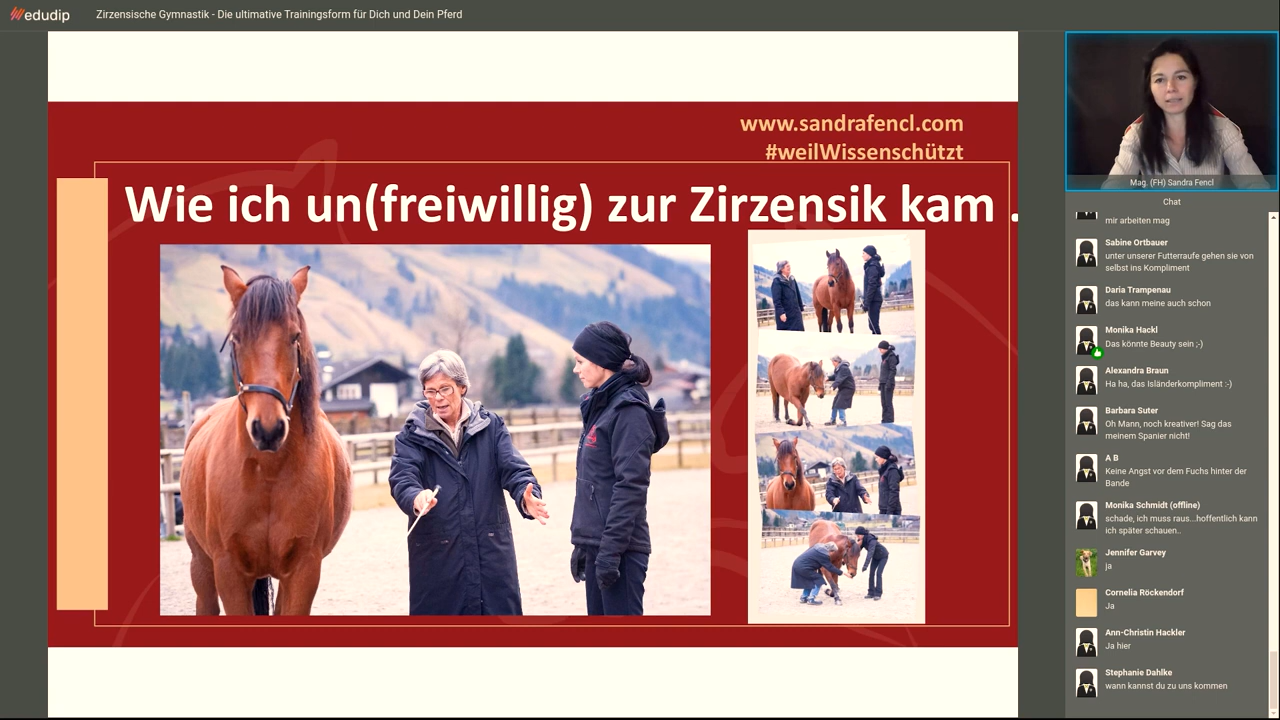 edudip
Zirzensische Gymnastik - Die ultimative Trainingsform für Dich und Dein Pferd
www.sandrafencl.com
#weilWissenschützt
Wie ich un(freiwillig) zur Zirzensik kam .
Mag. (FH) Sandra Fencl
Chat
mir arbeiten mag
Sabine Ortbauer
unter unserer Futterraufe gehen sie von
selbst ins Kompliment
Daria Trampenau
das kann meine auch schon
Monika Hackl
Das könnte Beauty sein ;-)
Alexandra Braun
Ha ha, das Isländerkompliment :-)
Barbara Suter
Oh Mann, noch kreativer! Sag das
meinem Spanier nicht!
A B
Keine Angst vor dem Fuchs hinter der
Bande
Monika Schmidt (offline)
schade, ich muss raus...hoffentlich kann
ich später schauen..
Jennifer Garvey
ja
Cornelia Röckendorf
Ja
Ann-Christin Hackler
Ja hier
Stephanie Dahlke
wann kannst du zu uns kommen